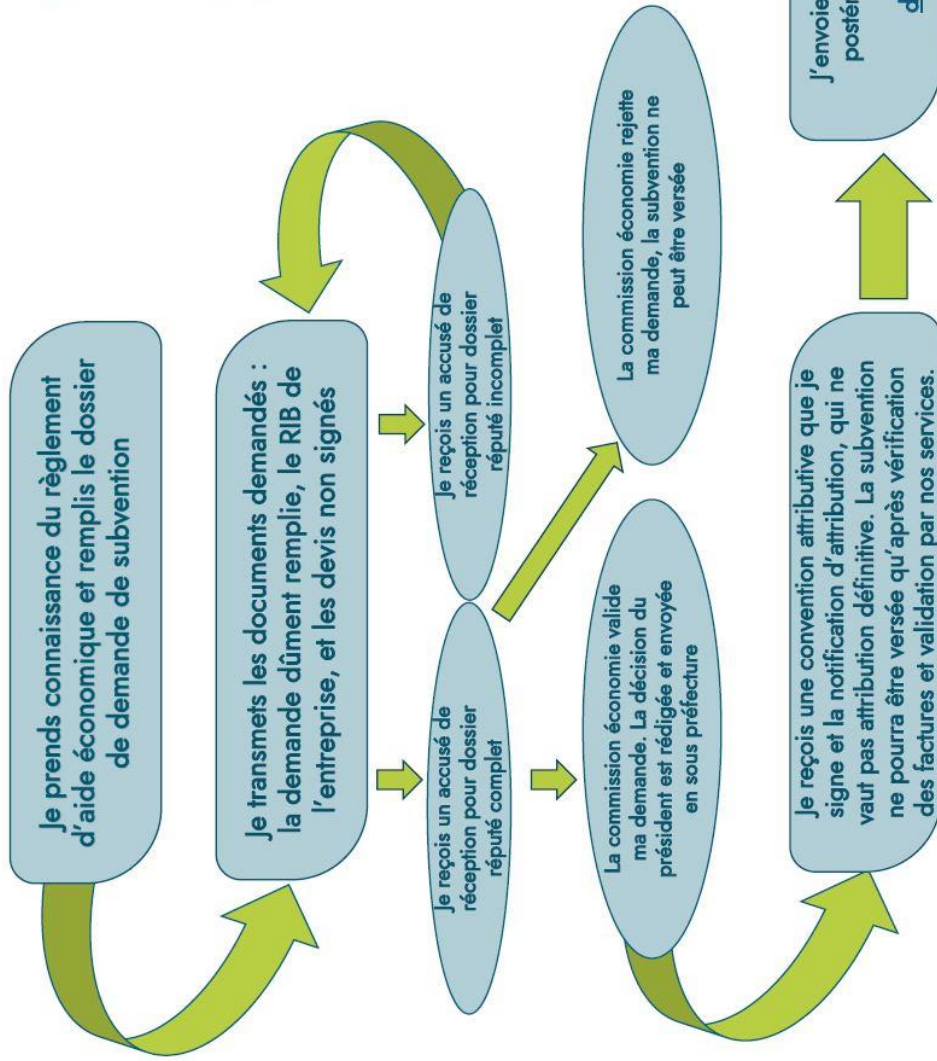 Je prends connaissance du règlement
d'aide économique et remplis le dossier
de demande de subvention
Je transmets les documents demandés :
la demande dûment remplie, le RIB de
l'entreprise, et les devis non signés
Je reçois un accusé de
réception pour dossier
réputé complet
Je reçois un accusé de
réception pour dossier
réputé incomplet
La commission économie valide
ma demande. La décision du
président est rédigée et envoyée
en sous préfecture
La commission économie rejette
ma demande, la subvention ne
peut être versée
Je reçois une convention attributive que je
signe et la notification d'attribution, qui ne
vaut pas attribution définitive. La subvention
ne pourra être versée qu'après vérification
des factures et validation par nos services.
J'envoie